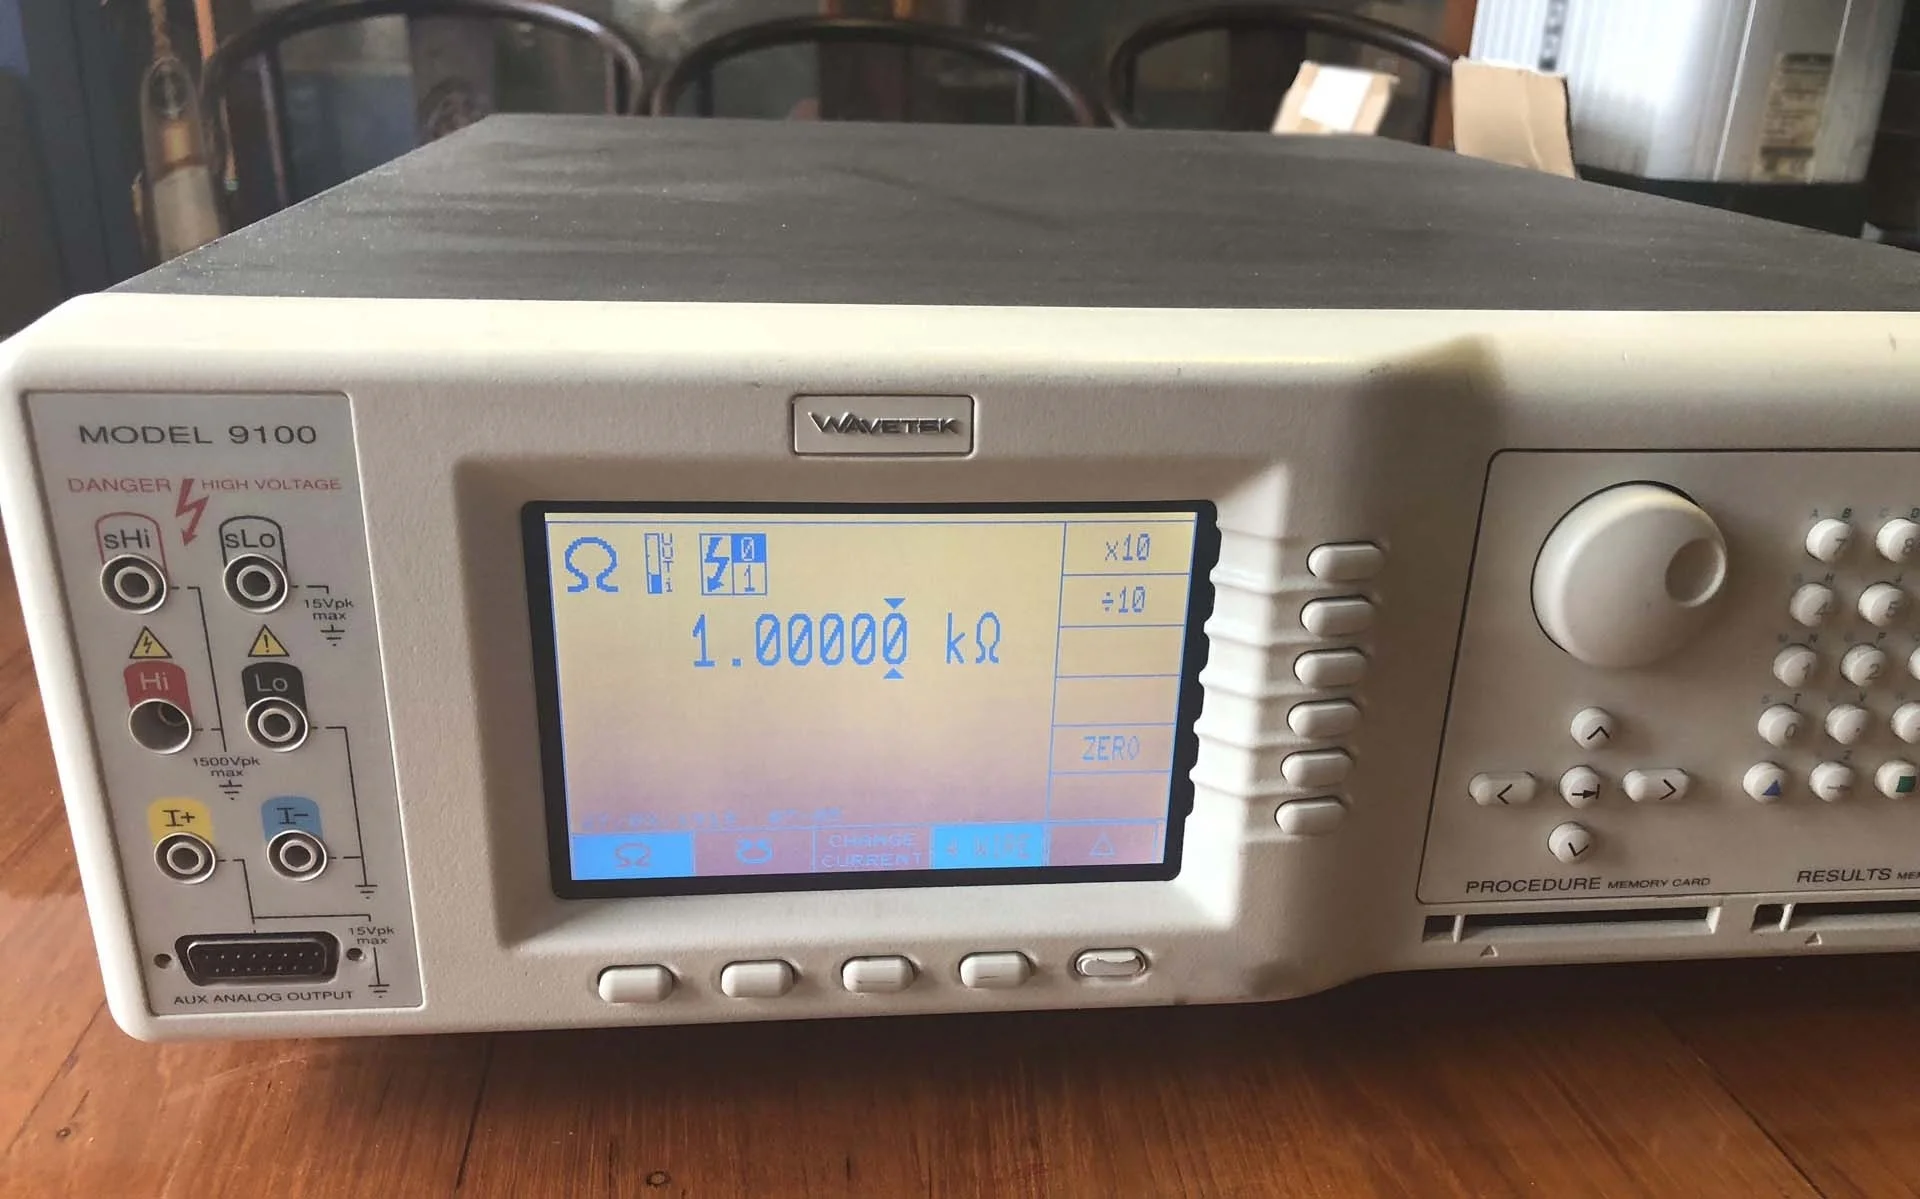 WAVETEK
MODEL 9100
DANGER HIGH VOLTAGE
sHi sLo
15Vpk
max
Hi Lo
1500Vpk
max
I+ I-
15Vpk
max
AUX ANALOG OUTPUT
Ω
0
1
1.00000 kΩ
x10
÷10
ZERO
Ω
CHANGE
CURRENT
WIRE
PROCEDURE MEMORY CARD
RESULTS